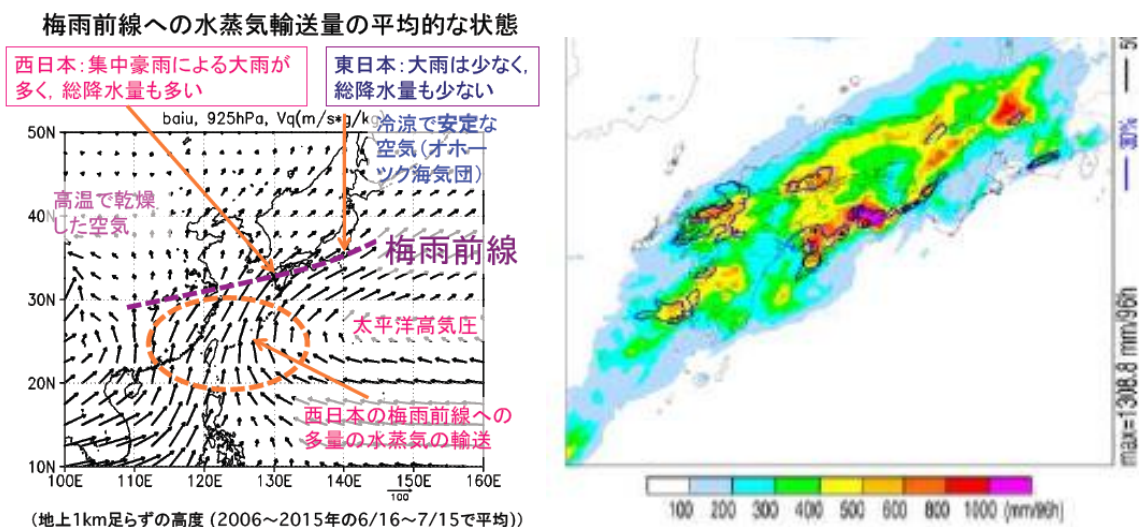 梅雨前線への水蒸気輸送量の平均的な状態
西日本：集中豪雨による大雨が
多く，総降水量も多い
東日本：大雨は少なく，
総降水量も少ない
baiu, 925hPa, Vq(m/s*g/kg)
冷涼で安定な
空気（オホー
ツク海気団）
高温で乾燥
した空気
梅雨前線
太平洋高気圧
西日本の梅雨前線への
多量の水蒸気の輸送
50N
40N
30N
20N
10N
100E 110E 120E 130E 140E 150E 160E
100
（地上1km足らずの高度 (2006～2015年の6/16～7/15で平均)）
50
30%
max=1308.8 mm/96h
100 200 300 400 500 600 800 1000 (mm/96h)